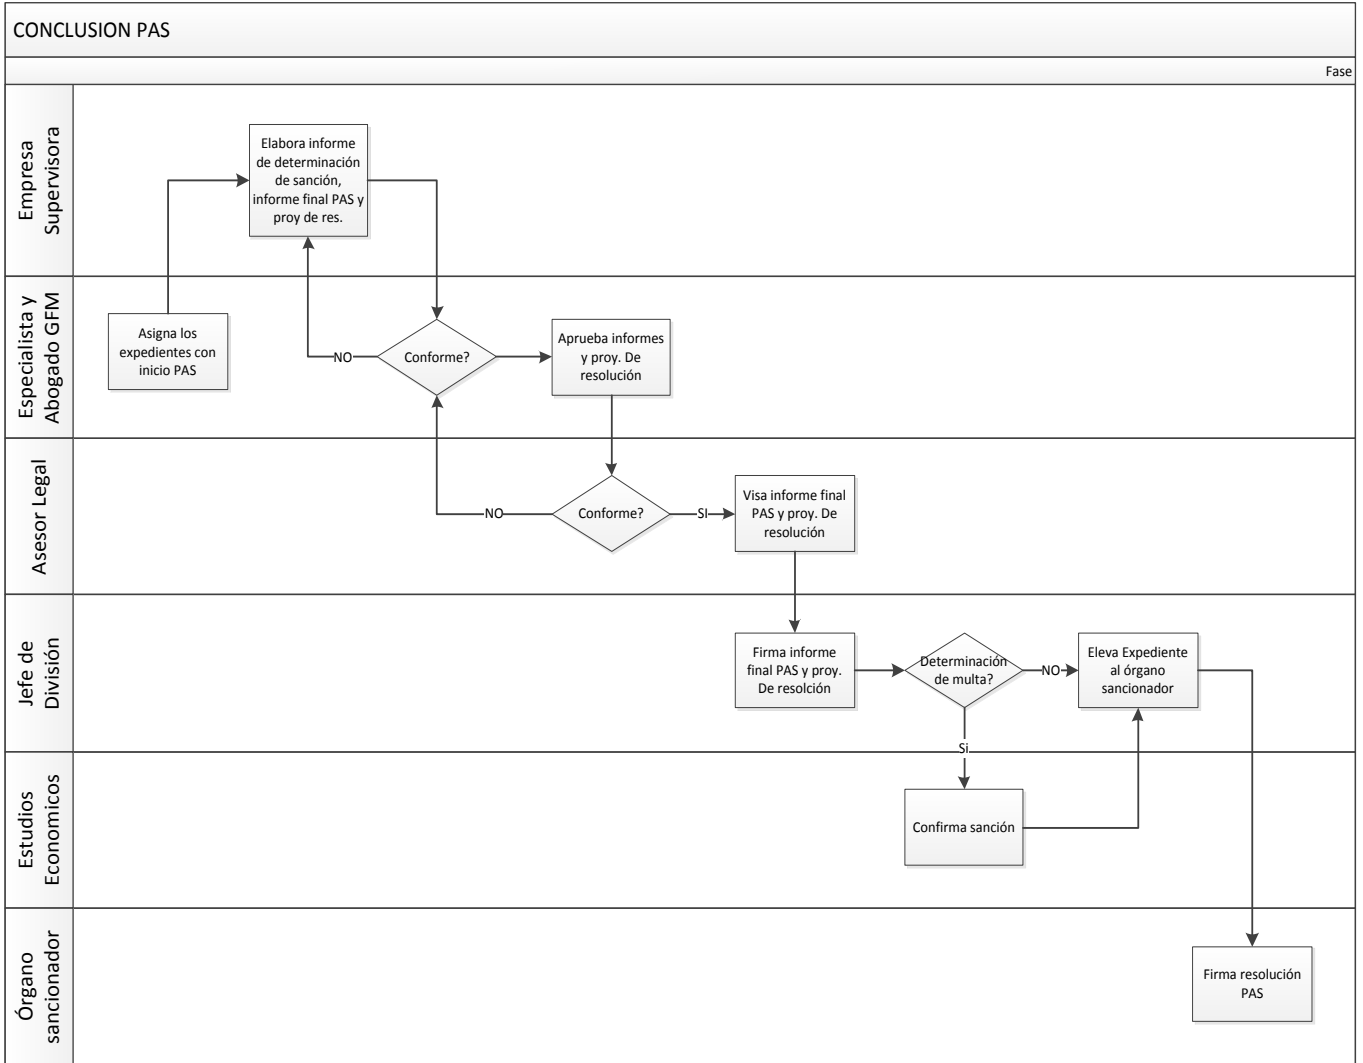 CONCLUSION PAS
Fase
Empresa
Supervisora
Elabora informe
de determinación
de sanción,
informe final PAS y
proy de res.
Especialista y
Abogado GFM
Asigna los
expedientes con
inicio PAS
NO
Conforme?
Aprueba informes
y proy. De
resolución
Asesor Legal
NO
Conforme?
SI
Visa informe final
PAS y proy. De
resolución
Jefe de
División
Firma informe
final PAS y proy.
De resolción
Determinación
de multa?
NO
Eleva Expediente
al órgano
sancionador
Si
Estudios
Economicos
Confirma sanción
Órgano
sancionador
Firma resolución
PAS